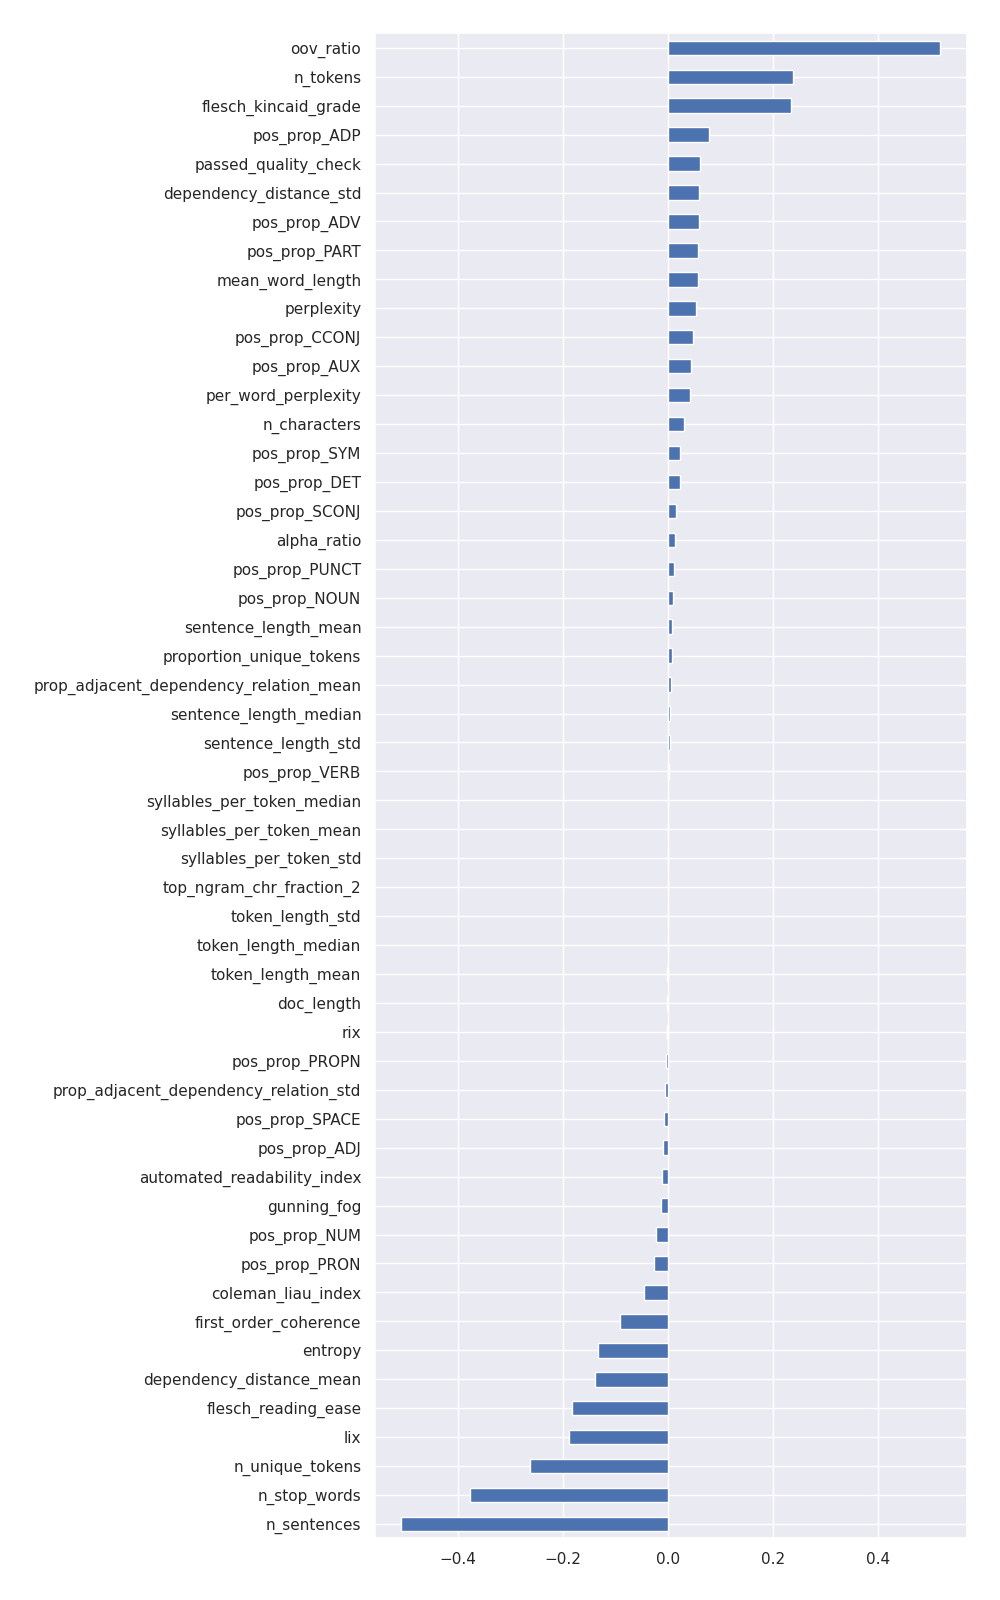 oov_ratio
n_tokens
flesch_kincaid_grade
pos_prop_ADP
passed_quality_check
dependency_distance_std
pos_prop_ADV
pos_prop_PART
mean_word_length
perplexity
pos_prop_CCONJ
pos_prop_AUX
per_word_perplexity
n_characters
pos_prop_SYM
pos_prop_DET
pos_prop_SCONJ
alpha_ratio
pos_prop_PUNCT
pos_prop_NOUN
sentence_length_mean
proportion_unique_tokens
prop_adjacent_dependency_relation_mean
sentence_length_median
sentence_length_std
pos_prop_VERB
syllables_per_token_median
syllables_per_token_mean
syllables_per_token_std
top_ngram_chr_fraction_2
token_length_std
token_length_median
token_length_mean
doc_length
rix
pos_prop_PROPN
prop_adjacent_dependency_relation_std
pos_prop_SPACE
pos_prop_ADJ
automated_readability_index
gunning_fog
pos_prop_NUM
pos_prop_PRON
coleman_liau_index
first_order_coherence
entropy
dependency_distance_mean
flesch_reading_ease
lix
n_unique_tokens
n_stop_words
n_sentences
−0.4 −0.2 0.0 0.2 0.4